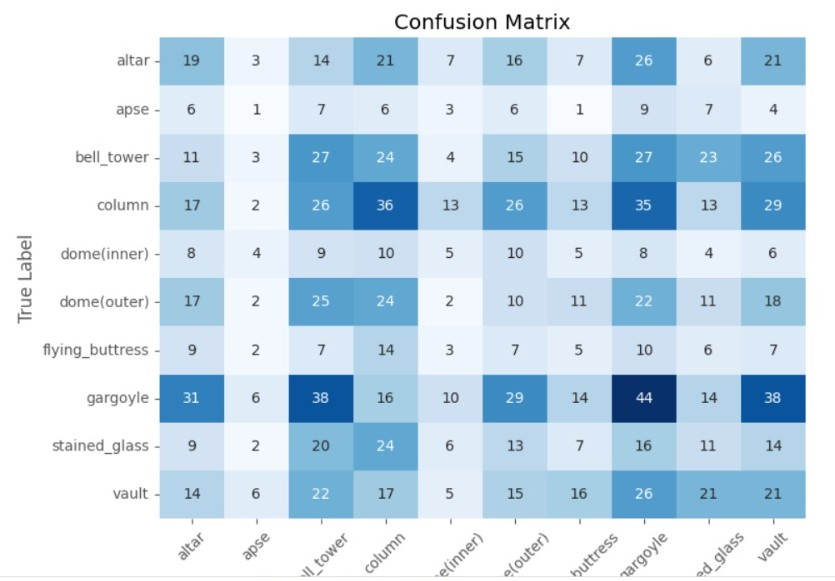 Confusion Matrix
True Label
altar 19 3 14 21 7 16 7 26 6 21
apse 6 1 7 6 3 6 1 9 7 4
bell_tower 11 3 27 24 4 15 10 27 23 26
column 17 2 26 36 13 26 13 35 13 29
dome(inner) 8 4 9 10 5 10 5 8 4 6
dome(outer) 17 2 25 24 2 10 11 22 11 18
flying_buttress 9 2 7 14 3 7 5 10 6 7
gargoyle 31 6 38 16 10 29 14 44 14 38
stained_glass 9 2 20 24 6 13 7 16 11 14
vault 14 6 22 17 5 15 16 26 21 21
altar apse ll_tower column e(inner) e(outer) buttress gargoyle ed_glass vault